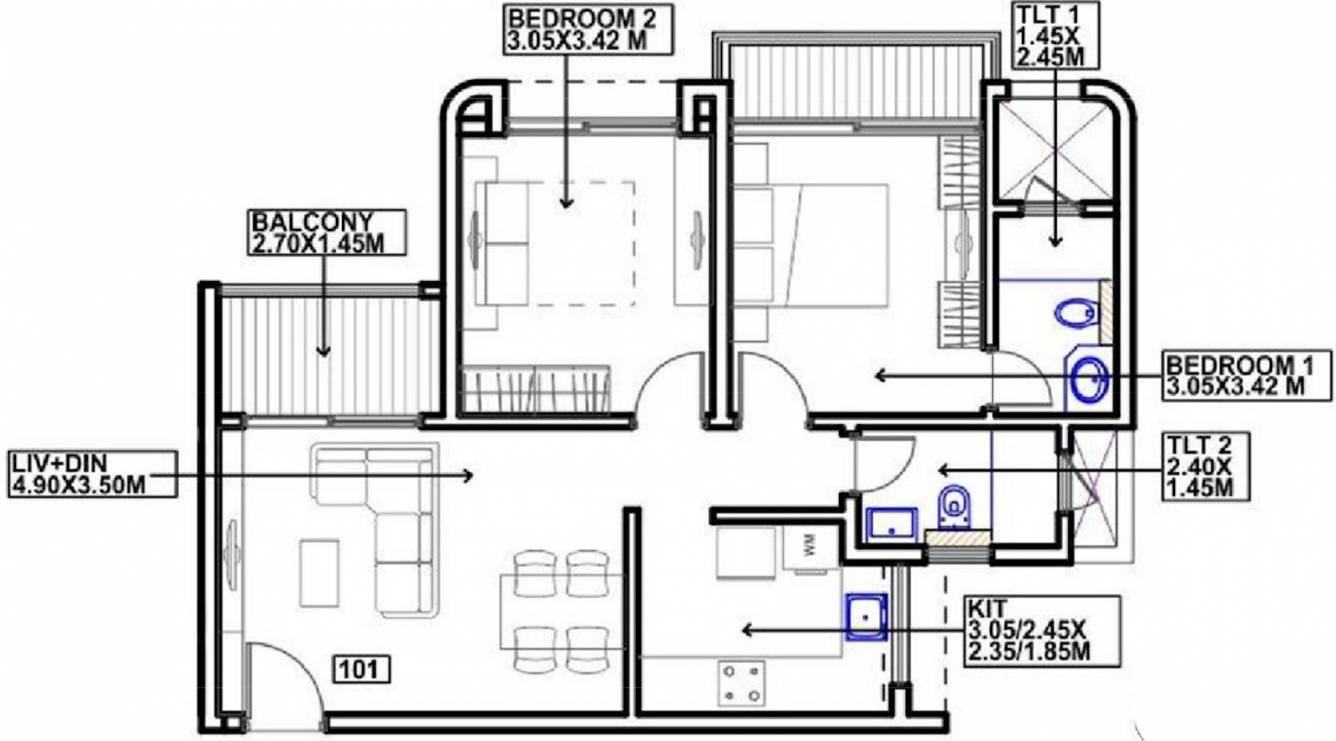 BEDROOM 2
3.05X3.42 M
TLT 1
1.45X
2.45M
BALCONY
2.70X1.45M
BEDROOM 1
3.05X3.42 M
LIV+DIN
4.90X3.50M
TLT 2
2.40X
1.45M
WM
KIT
3.05/2.45X
2.35/1.85M
101